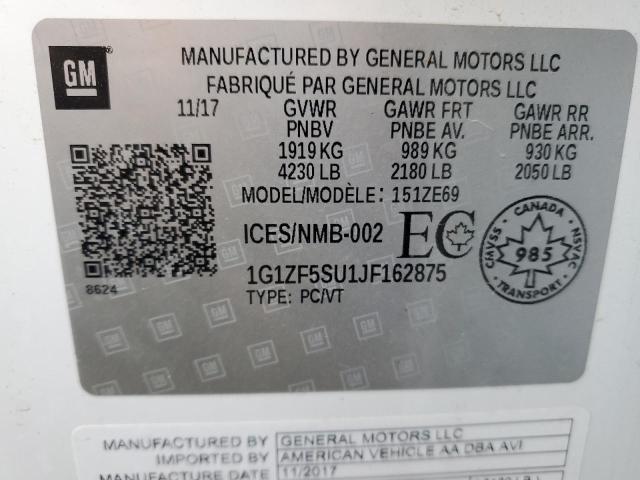 GM
MANUFACTURED BY GENERAL MOTORS LLC
FABRIQUÉ PAR GENERAL MOTORS LLC
11/17 GVWR GAWR FRT GAWR RR
PNBV PNBE AV. PNBE ARR.
1919 KG 989 KG 930 KG
4230 LB 2180 LB 2050 LB
MODEL/MODÈLE: 151ZE69
ICES/NMB-002 EC
1G1ZF5SU1JF162875
TYPE: PC/VT
8624
CANADA
CMVSS 985 NSVAC
TRANSPORT
MANUFACTURED BY GENERAL MOTORS LLC
IMPORTED BY AMERICAN VEHICLE AA DBA AVI
MANUFACTURE DATE 11/2017